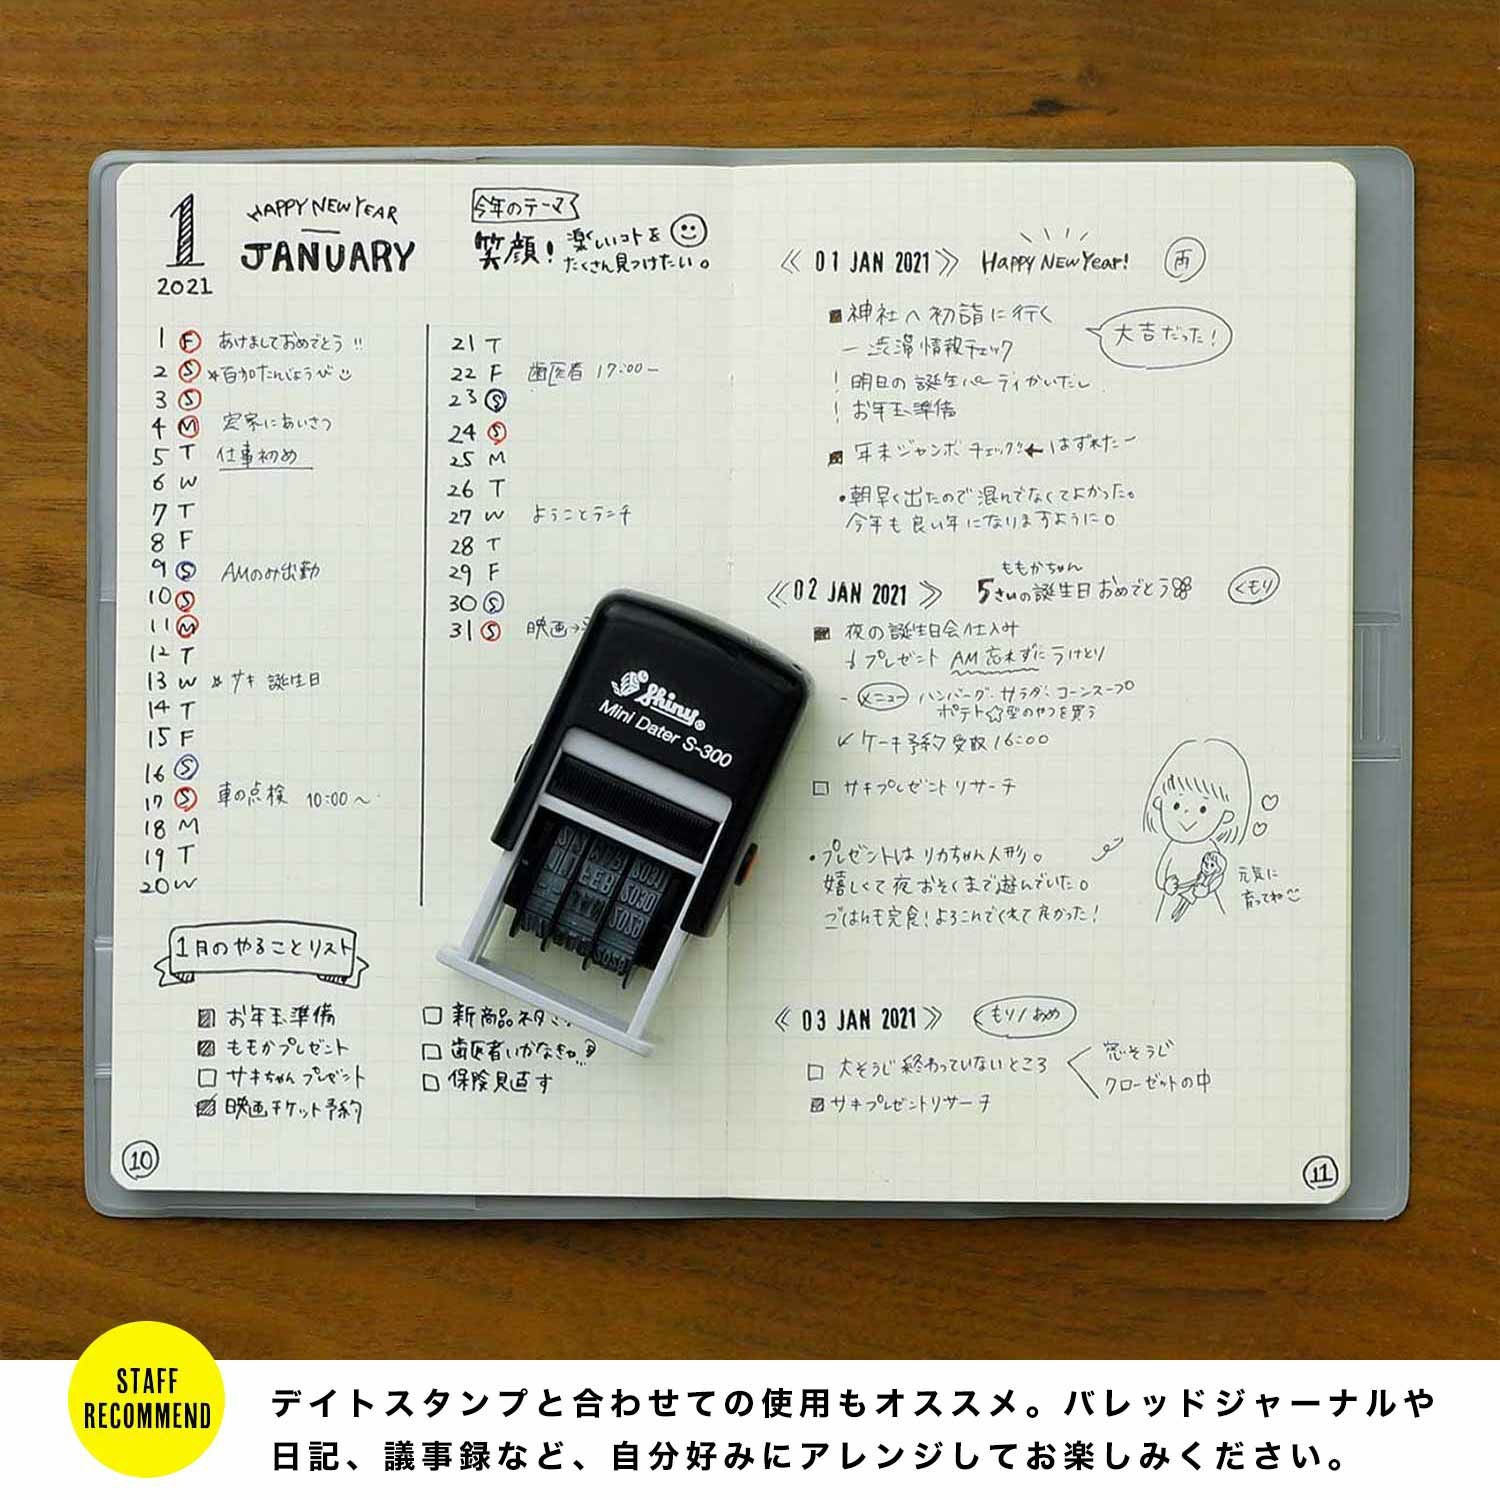 1
2021
HAPPY NEW YEAR
JANUARY
今年のテーマ
笑顔! 楽しいコトを
たくさん見つけたい。
1 F あけましておめでとう!!
2 S
3 S
4 M 実家にあいさつ
5 T 仕事初め
6 W
7 T
8 F
9 S AMのみ出勤
10 S
11 M
12 T
13 W *サキ 誕生日
14 T
15 F
16 S
17 S 車の点検 10:00〜
18 M
19 T
20 W
21 T
22 F 歯医者 17:00〜
23 S
24 S
25 M
26 T
27 W ようことランチ
28 T
29 F
30 S
31 S 映画→
1月のやることリスト
お年玉準備
ももかプレゼント
サキちゃんプレゼント
映画チケット予約
新商品ネタ
歯医者いかなきゃ
保険見直す
10
Shiny®
Mini Dater S-300
≪ 01 JAN 2021 ≫ HAPPY NEW YEAR! 雨
神社へ初詣に行く
− 渋滞情報チェック
大吉だった!
! 明日の誕生パーティかいだし
! お年玉準備
年末ジャンボチェック!!←はずれたー
・朝早く出たので混んでなくてよかった。
今年も良い年になりますように。
ももかちゃん
≪ 02 JAN 2021 ≫ 5さいの誕生日おめでとう くもり
夜の誕生日会仕込み
プレゼント AM忘れずにうけとり
- メニュー ハンバーグ・サラダ・コーンスープ
ポテト☆型のやつを買う
ケーキ予約受取16:00
サキプレゼントリサーチ
・プレゼントはリカちゃん人形。
嬉しくて夜おそくまで遊んでいた。
ごはんも完食!よろこんでくれて良かった!
元気に
育ってね
≪ 03 JAN 2021 ≫ くもり/あめ
大そうじ終わっていないところ
窓そうじ
クローゼットの中
サキプレゼントリサーチ
11
STAFF
RECOMMEND
デイトスタンプと合わせての使用もオススメ。バレッドジャーナルや
日記、議事録など、自分好みにアレンジしてお楽しみください。